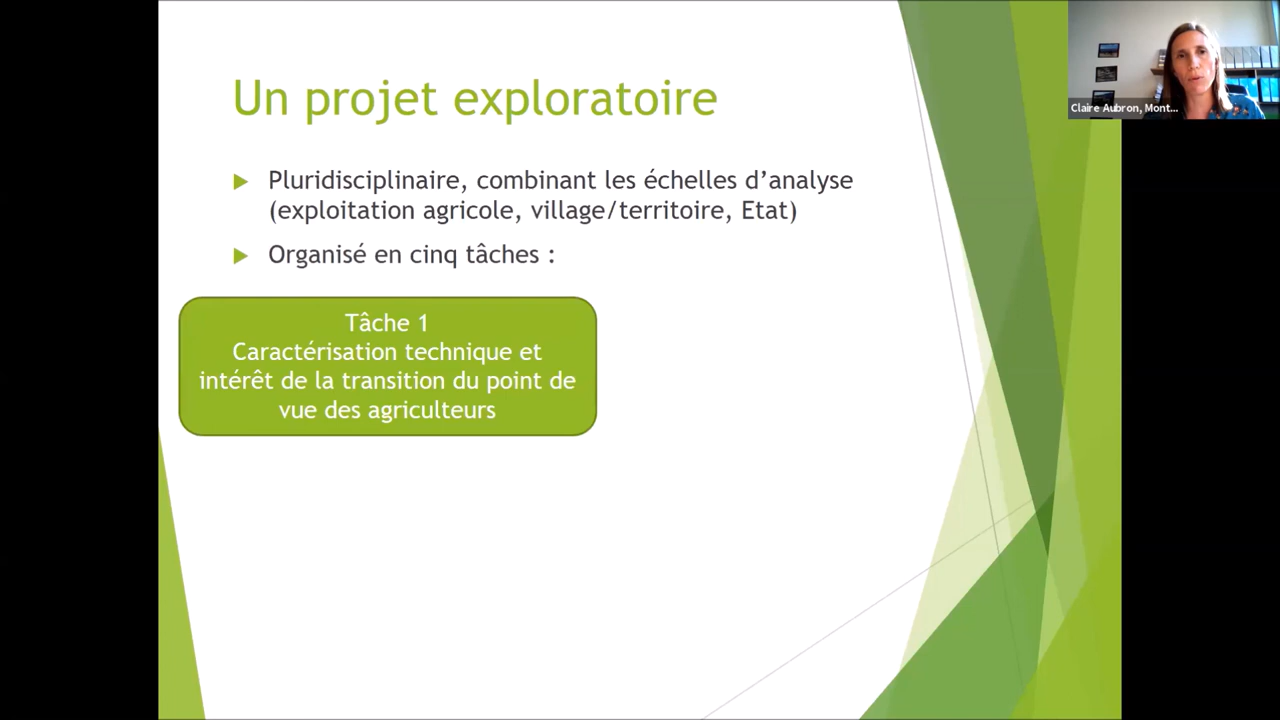 Un projet exploratoire
Pluridisciplinaire, combinant les échelles d’analyse
(exploitation agricole, village/territoire, Etat)
Organisé en cinq tâches :
Tâche 1
Caractérisation technique et
intérêt de la transition du point de
vue des agriculteurs
Claire Aubron, Mont...